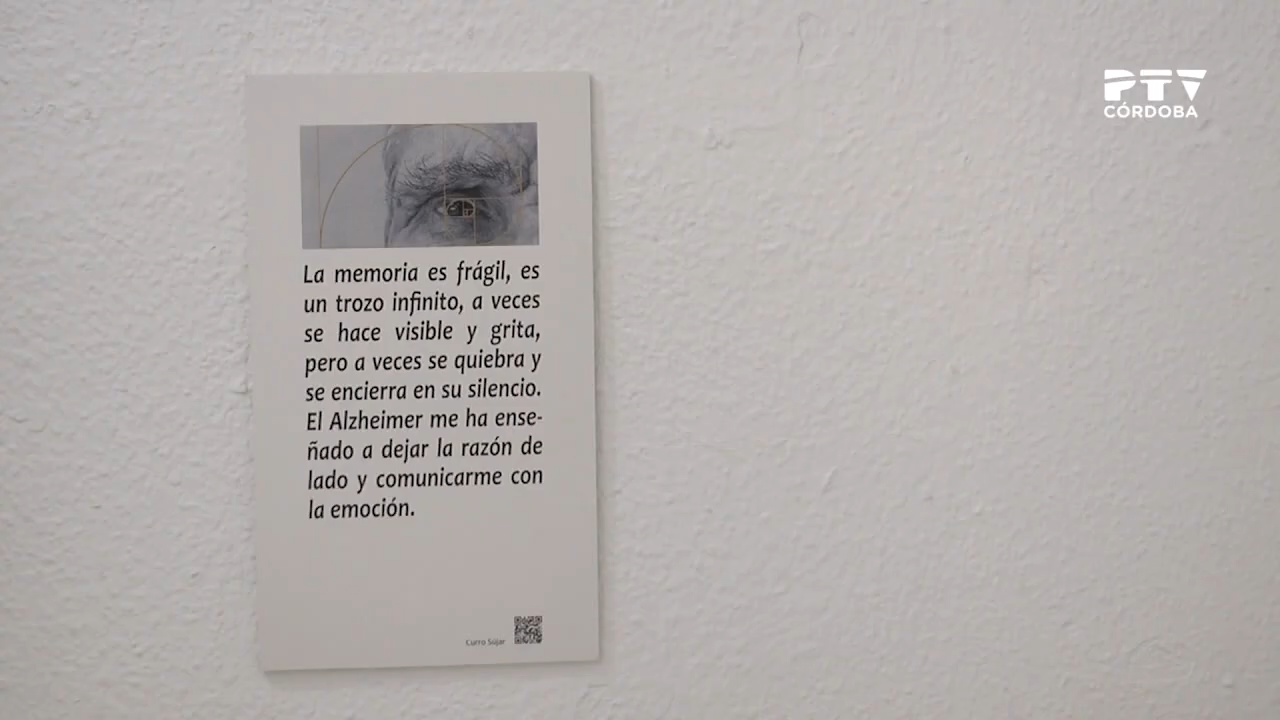 PTV
CÓRDOBA
La memoria es frágil, es
un trozo infinito, a veces
se hace visible y grita,
pero a veces se quiebra y
se encierra en su silencio.
El Alzheimer me ha ense-
ñado a dejar la razón de
lado y comunicarme con
la emoción.
Curro Sújar